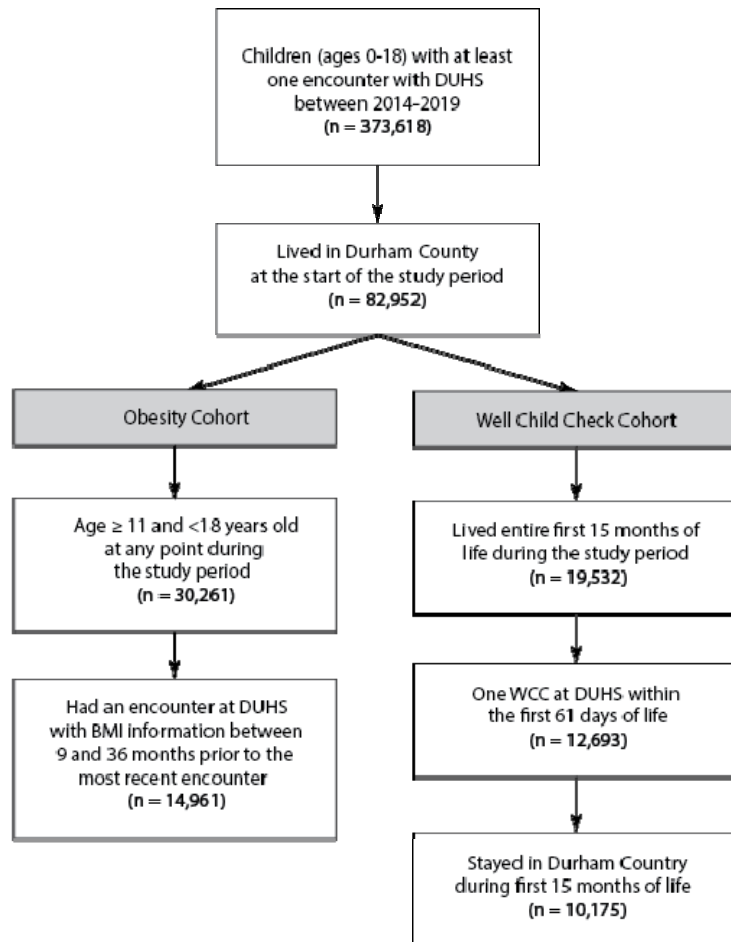 Children (ages 0-18) with at least
one encounter with DUHS
between 2014-2019
(n = 373,618)
Lived in Durham County
at the start of the study period
(n = 82,952)
Obesity Cohort
Age ≥ 11 and <18 years old
at any point during
the study period
(n = 30,261)
Had an encounter at DUHS
with BMI information between
9 and 36 months prior to the
most recent encounter
(n = 14,961)
Well Child Check Cohort
Lived entire first 15 months of
life during the study period
(n = 19,532)
One WCC at DUHS within
the first 61 days of life
(n = 12,693)
Stayed in Durham Country
during first 15 months of life
(n = 10,175)